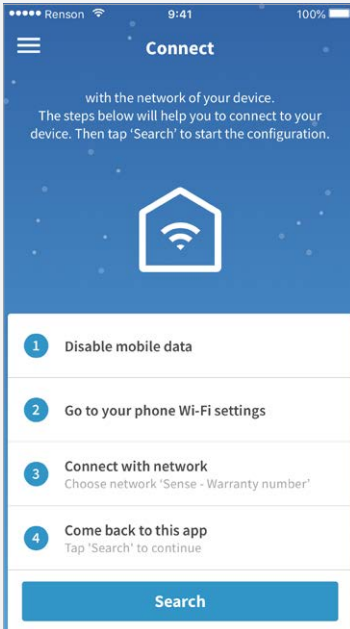 Renson 9:41 100%
Connect
with the network of your device.
The steps below will help you to connect to your
device. Then tap ‘Search’ to start the configuration.
1 Disable mobile data
2 Go to your phone Wi-Fi settings
3 Connect with network
Choose network ‘Sense - Warranty number’
4 Come back to this app
Tap 'Search' to continue
Search